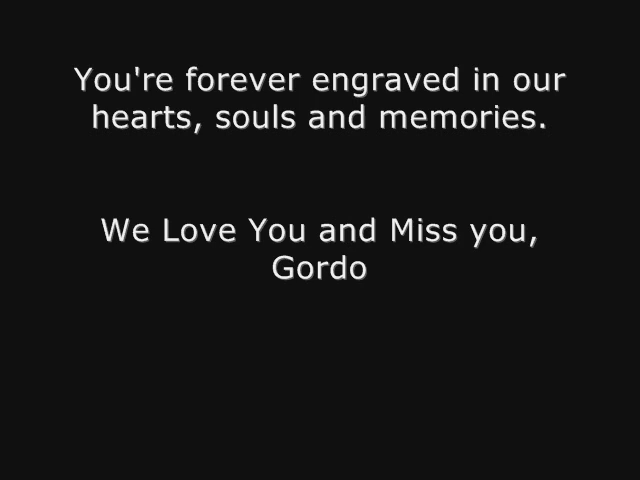 You're forever engraved in our
hearts, souls and memories.
We Love You and Miss you,
Gordo